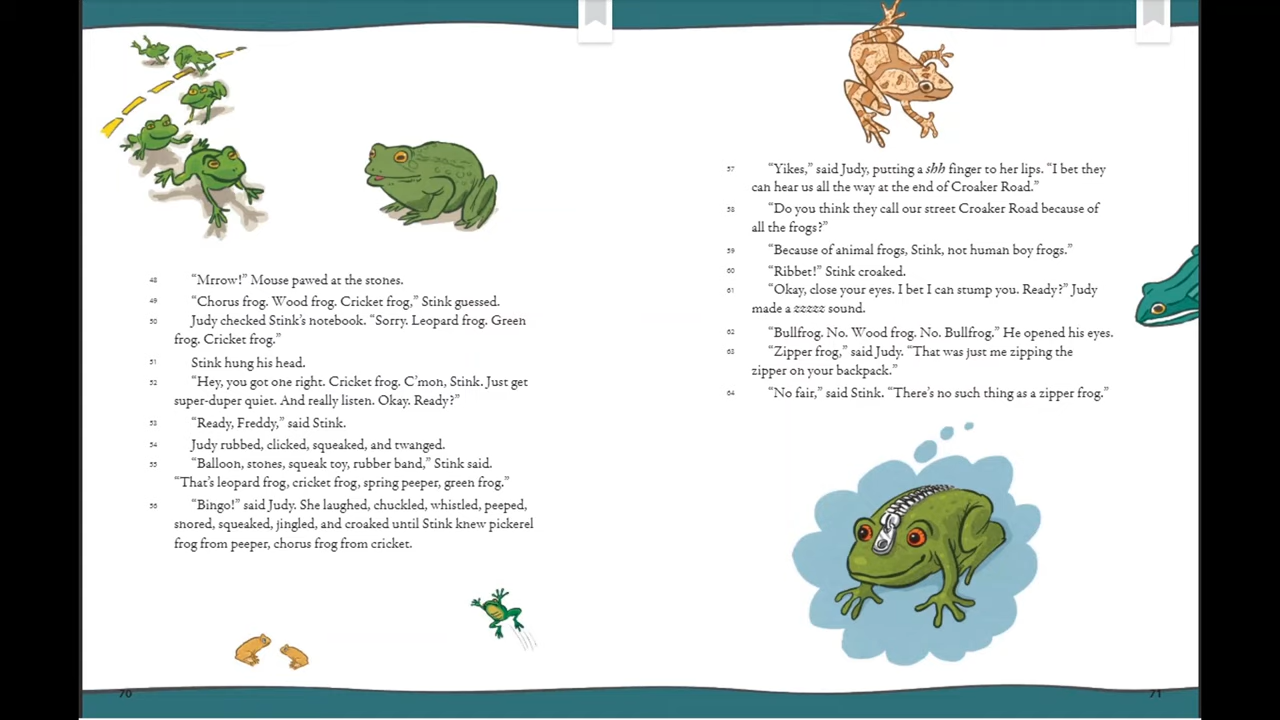 48 “Mrrow!” Mouse pawed at the stones.
49 “Chorus frog. Wood frog. Cricket frog,” Stink guessed.
50 Judy checked Stink’s notebook. “Sorry. Leopard frog. Green
frog. Cricket frog.”
51 Stink hung his head.
52 “Hey, you got one right. Cricket frog. C’mon, Stink. Just get
super-duper quiet. And really listen. Okay. Ready?”
53 “Ready, Freddy,” said Stink.
54 Judy rubbed, clicked, squeaked, and twanged.
55 “Balloon, stones, squeak toy, rubber band,” Stink said.
“That’s leopard frog, cricket frog, spring peeper, green frog.”
56 “Bingo!” said Judy. She laughed, chuckled, whistled, peeped,
snored, squeaked, jingled, and croaked until Stink knew pickerel
frog from peeper, chorus frog from cricket.
70
57 “Yikes,” said Judy, putting a shh finger to her lips. “I bet they
can hear us all the way at the end of Croaker Road.”
58 “Do you think they call our street Croaker Road because of
all the frogs?”
59 “Because of animal frogs, Stink, not human boy frogs.”
60 “Ribbet!” Stink croaked.
61 “Okay, close your eyes. I bet I can stump you. Ready?” Judy
made a zzzzz sound.
62 “Bullfrog. No. Wood frog. No. Bullfrog.” He opened his eyes.
63 “Zipper frog,” said Judy. “That was just me zipping the
zipper on your backpack.”
64 “No fair,” said Stink. “There’s no such thing as a zipper frog.”
71